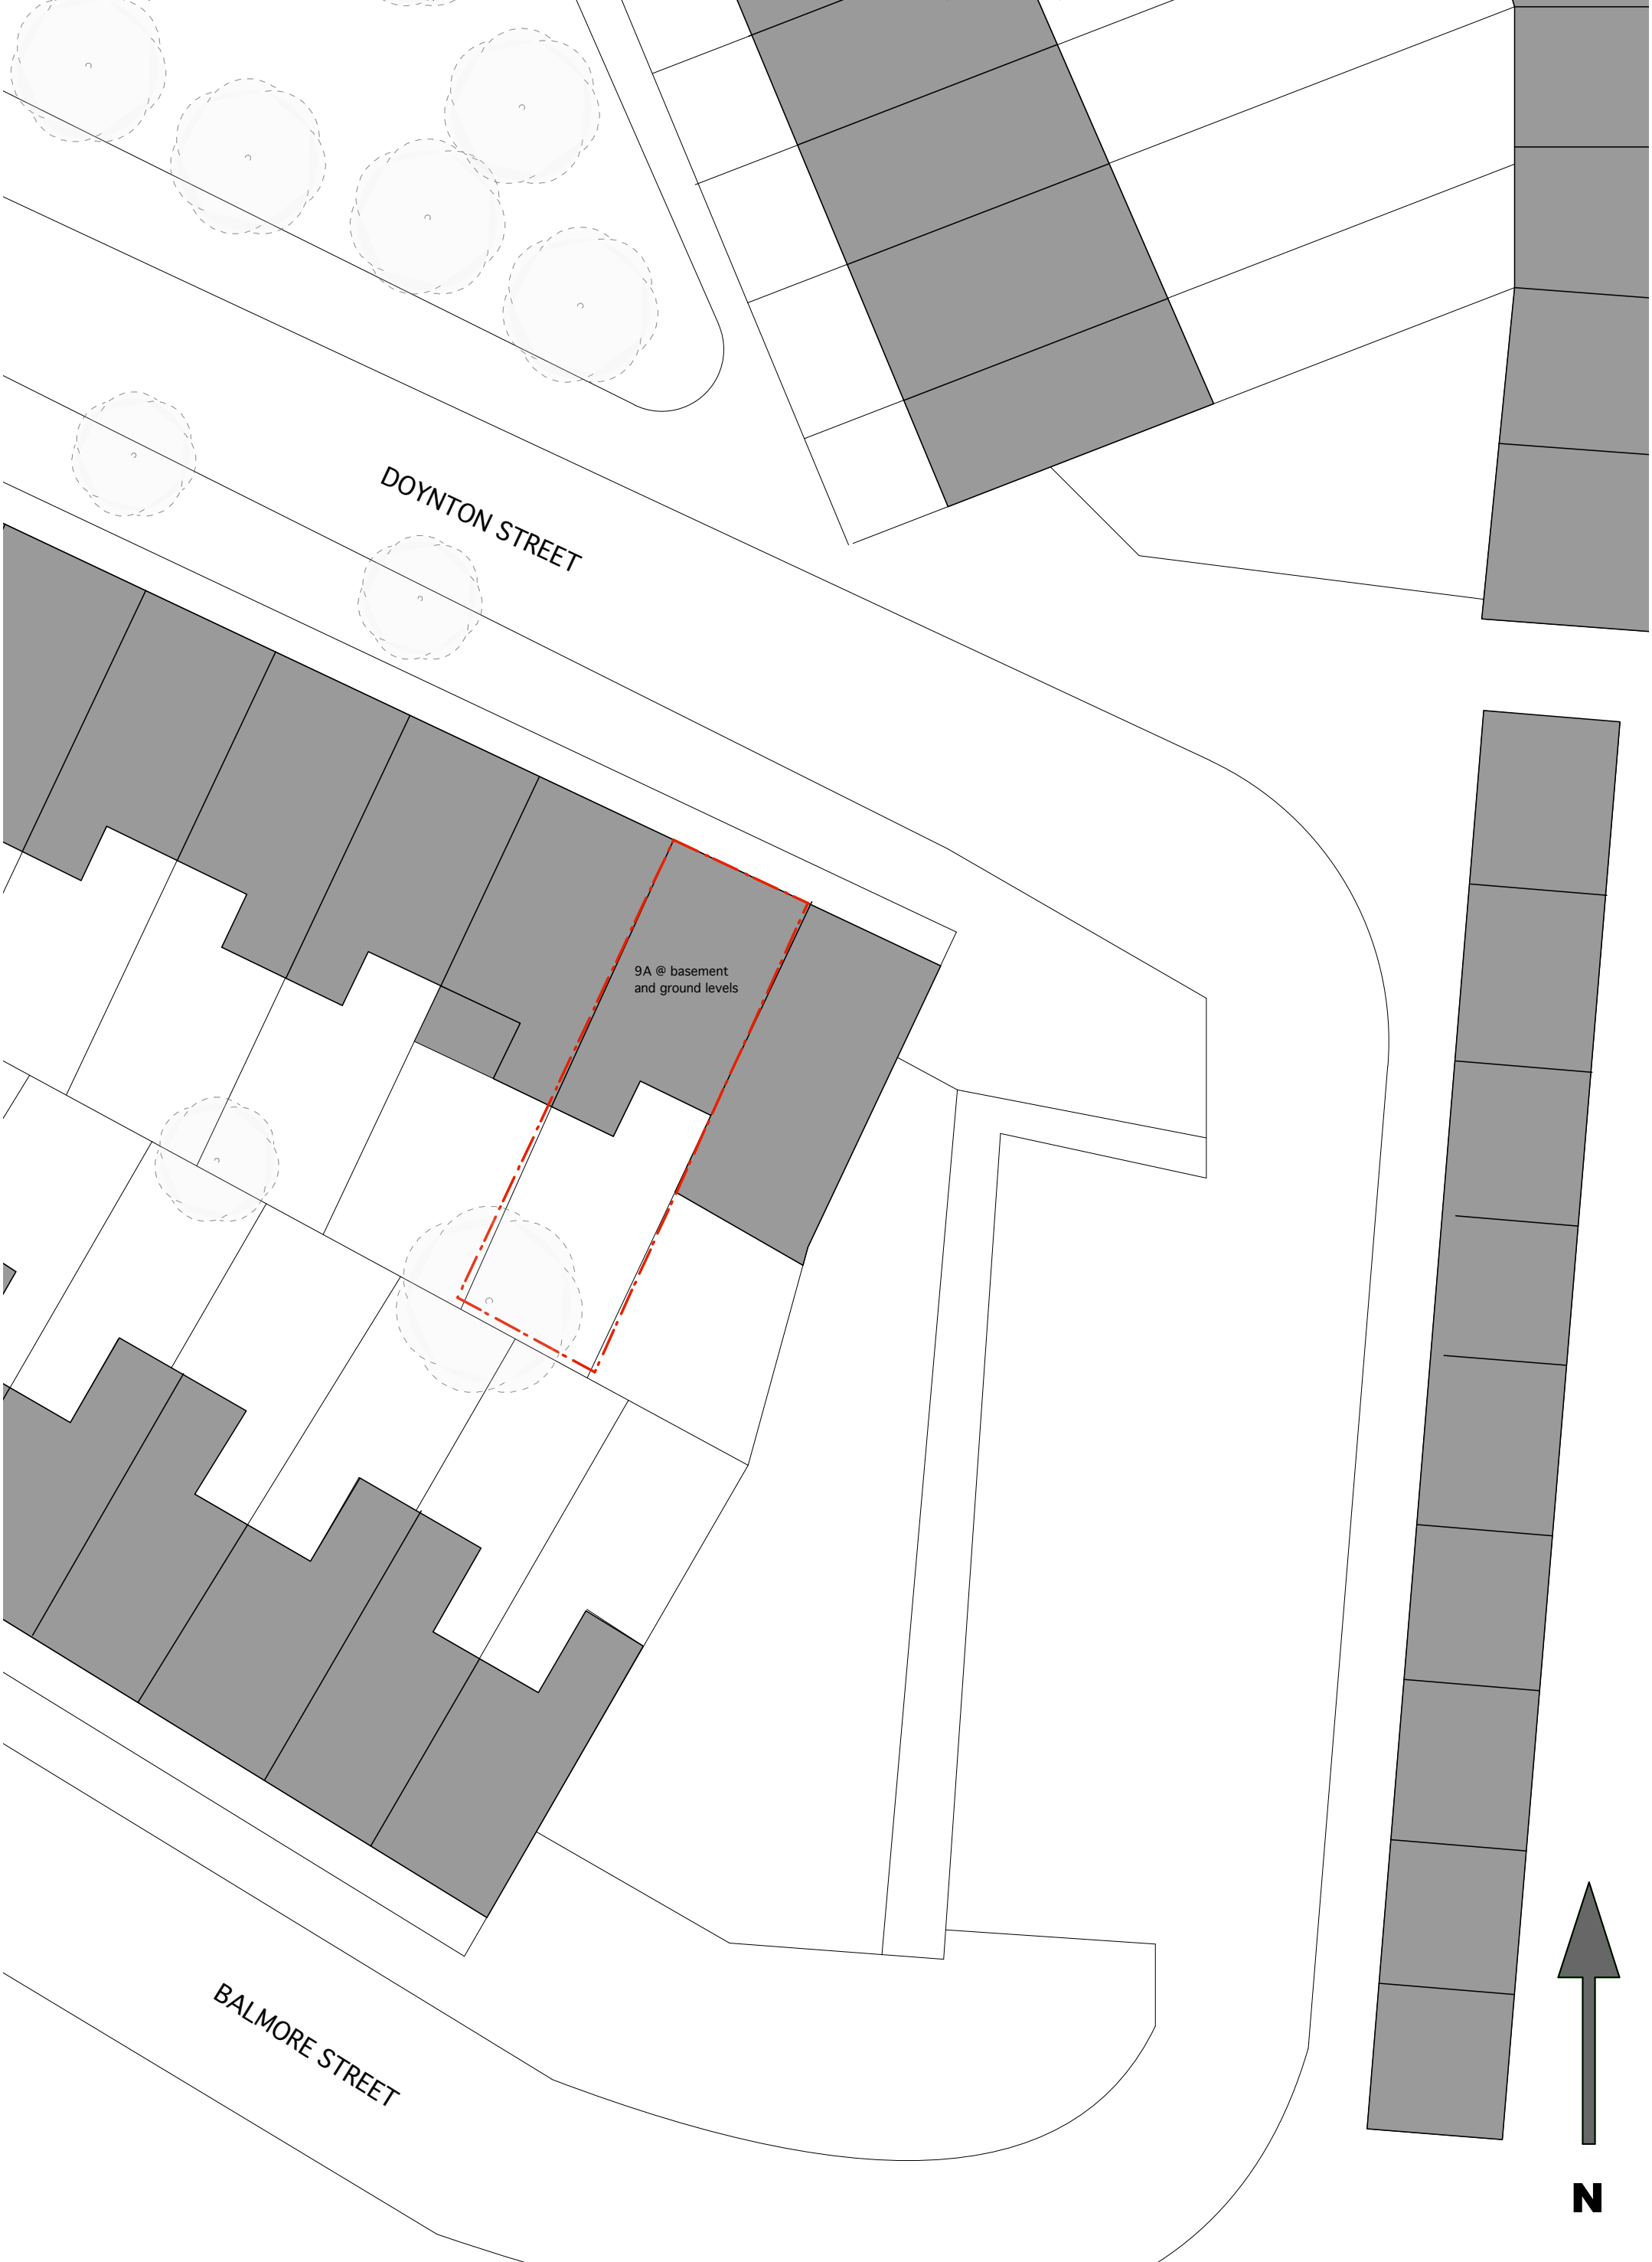 DOYNTON STREET
9A @ basement
and ground levels
BALMORE STREET
N